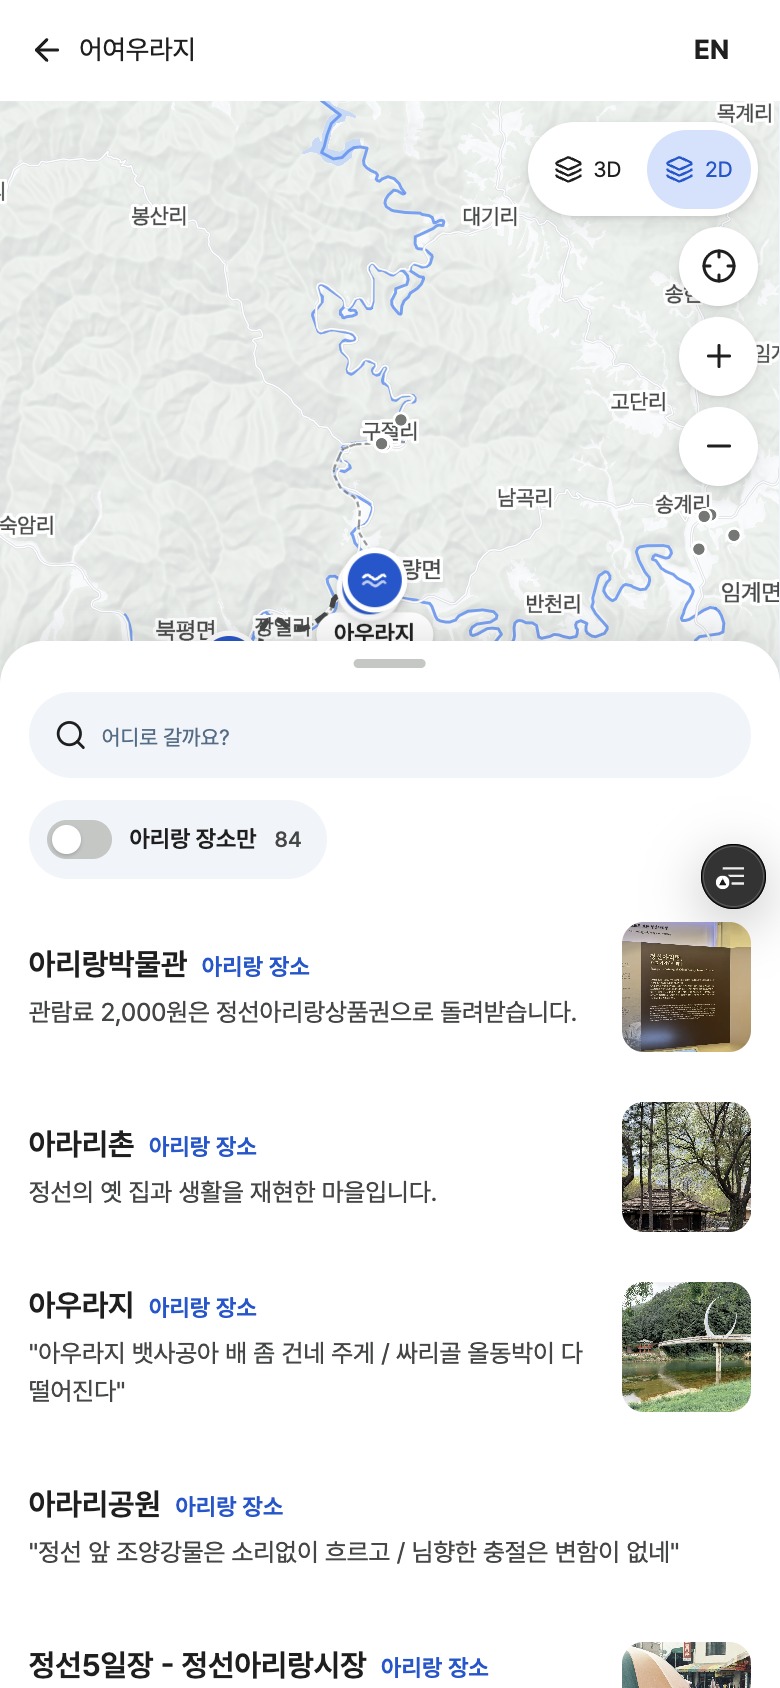 어여우라지
EN
목계리
3D
2D
봉산리
대기리
고단리
구절리
남곡리
송계리
숙암리
량면
반천리
임계면
북평면
아우라지
어디로 갈까요?
아리랑 장소만 84
아리랑박물관 아리랑 장소
관람료 2,000원은 정선아리랑상품권으로 돌려받습니다.
아라리촌 아리랑 장소
정선의 옛 집과 생활을 재현한 마을입니다.
아우라지 아리랑 장소
"아우라지 뱃사공아 배 좀 건네 주게 / 싸리골 올동박이 다
떨어진다"
아라리공원 아리랑 장소
"정선 앞 조양강물은 소리없이 흐르고 / 님향한 충절은 변함이 없네"
정선5일장 - 정선아리랑시장 아리랑 장소